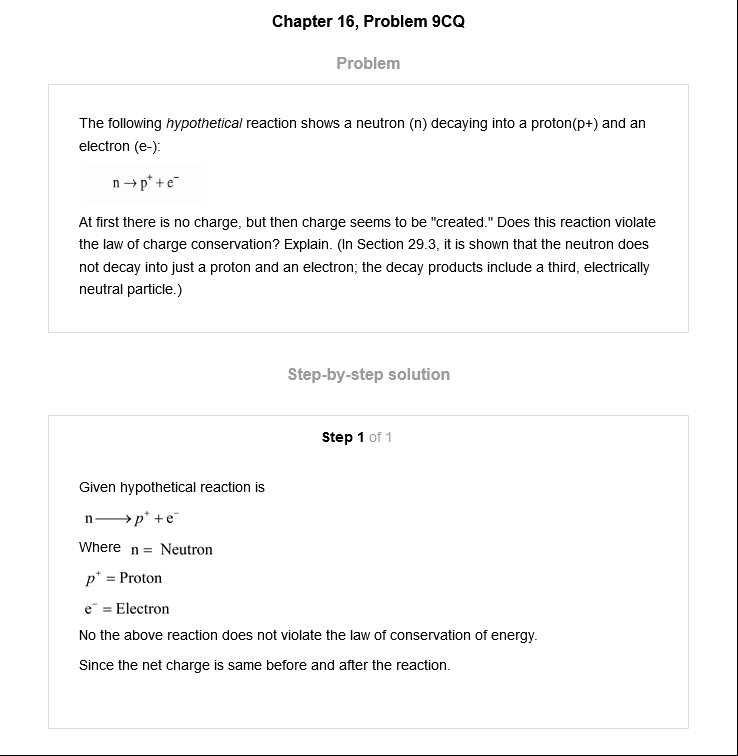 Chapter 16, Problem 9CQ
Problem
The following hypothetical reaction shows a neutron (n) decaying into a proton(p+) and an
electron (e-):
n → p⁺ + e⁻
At first there is no charge, but then charge seems to be "created." Does this reaction violate
the law of charge conservation? Explain. (In Section 29.3, it is shown that the neutron does
not decay into just a proton and an electron; the decay products include a third, electrically
neutral particle.)
Step-by-step solution
Step 1 of 1
Given hypothetical reaction is
n ⟶ p⁺ + e⁻
Where n = Neutron
p⁺ = Proton
e⁻ = Electron
No the above reaction does not violate the law of conservation of energy.
Since the net charge is same before and after the reaction.